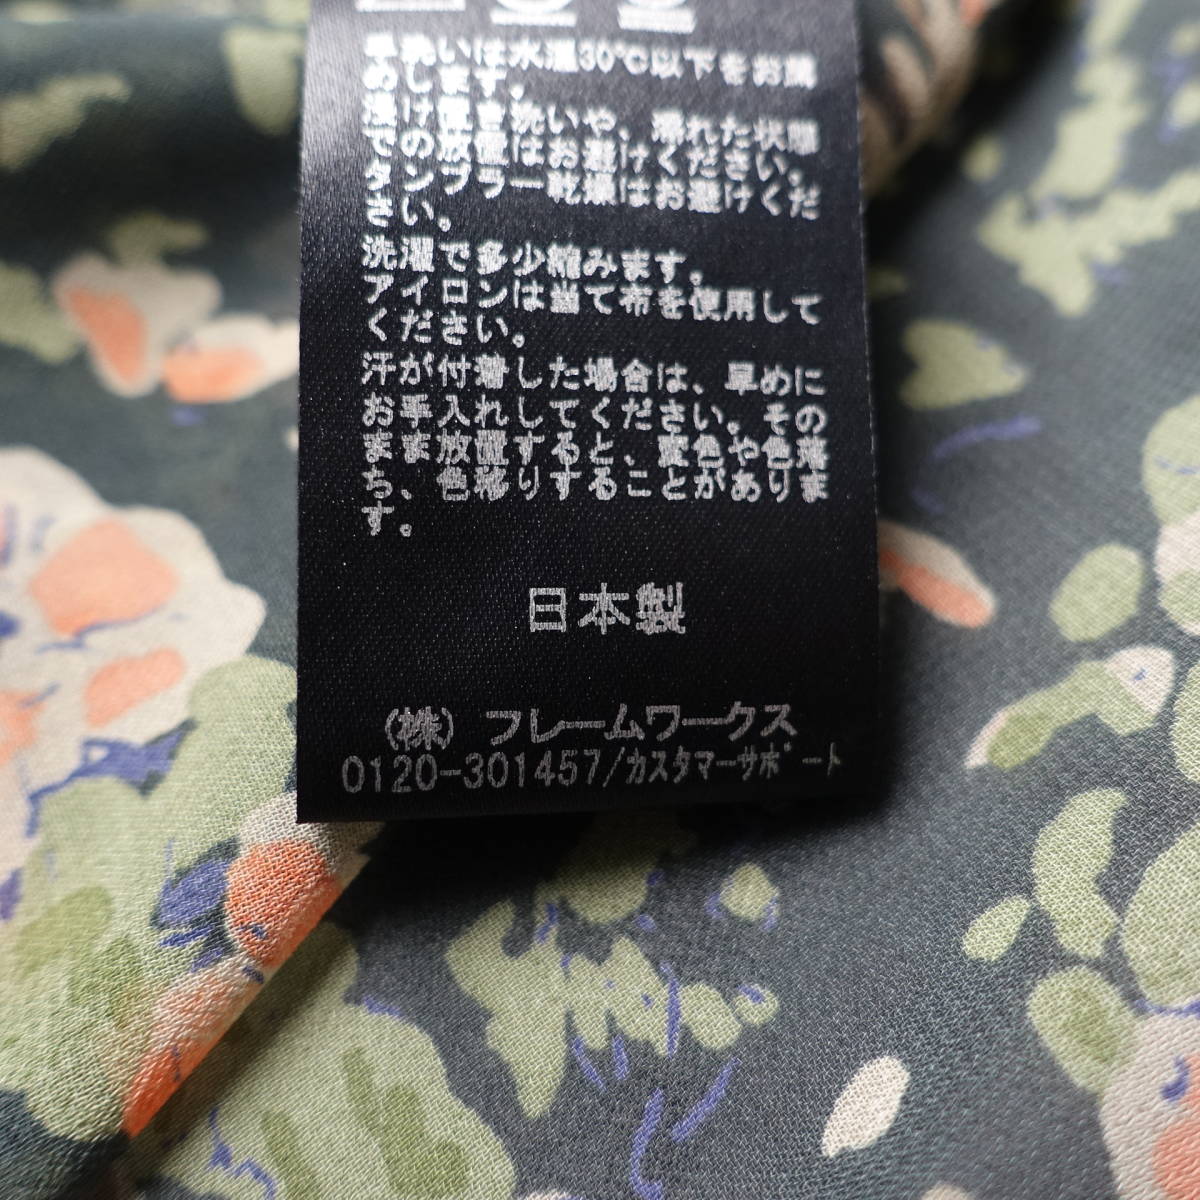 手洗いは水温30℃以下をお薦
めします。
漬け置き洗いや、濡れた状態
での放置はお避けください。
タンブラー乾燥はお避けくだ
さい。
洗濯で多少縮みます。
アイロンは当て布を使用して
ください。
汗が付着した場合は、早めに
お手入れしてください。その
まま放置すると、変色や色落
ち、色移りすることがありま
す。
日本製
(株) フレームワークス
0120-301457/カスタマーサポート